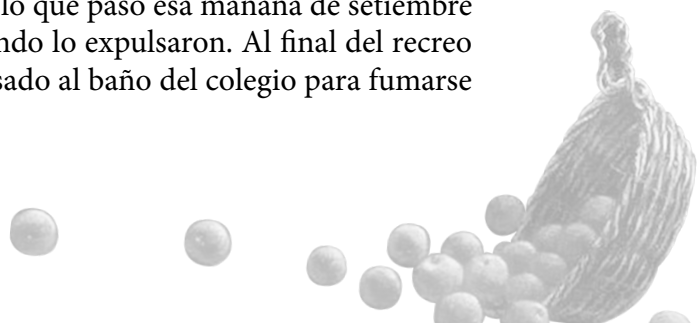 lo que pasó esa mañana de setiembre
ndo lo expulsaron. Al final del recreo
sado al baño del colegio para fumarse